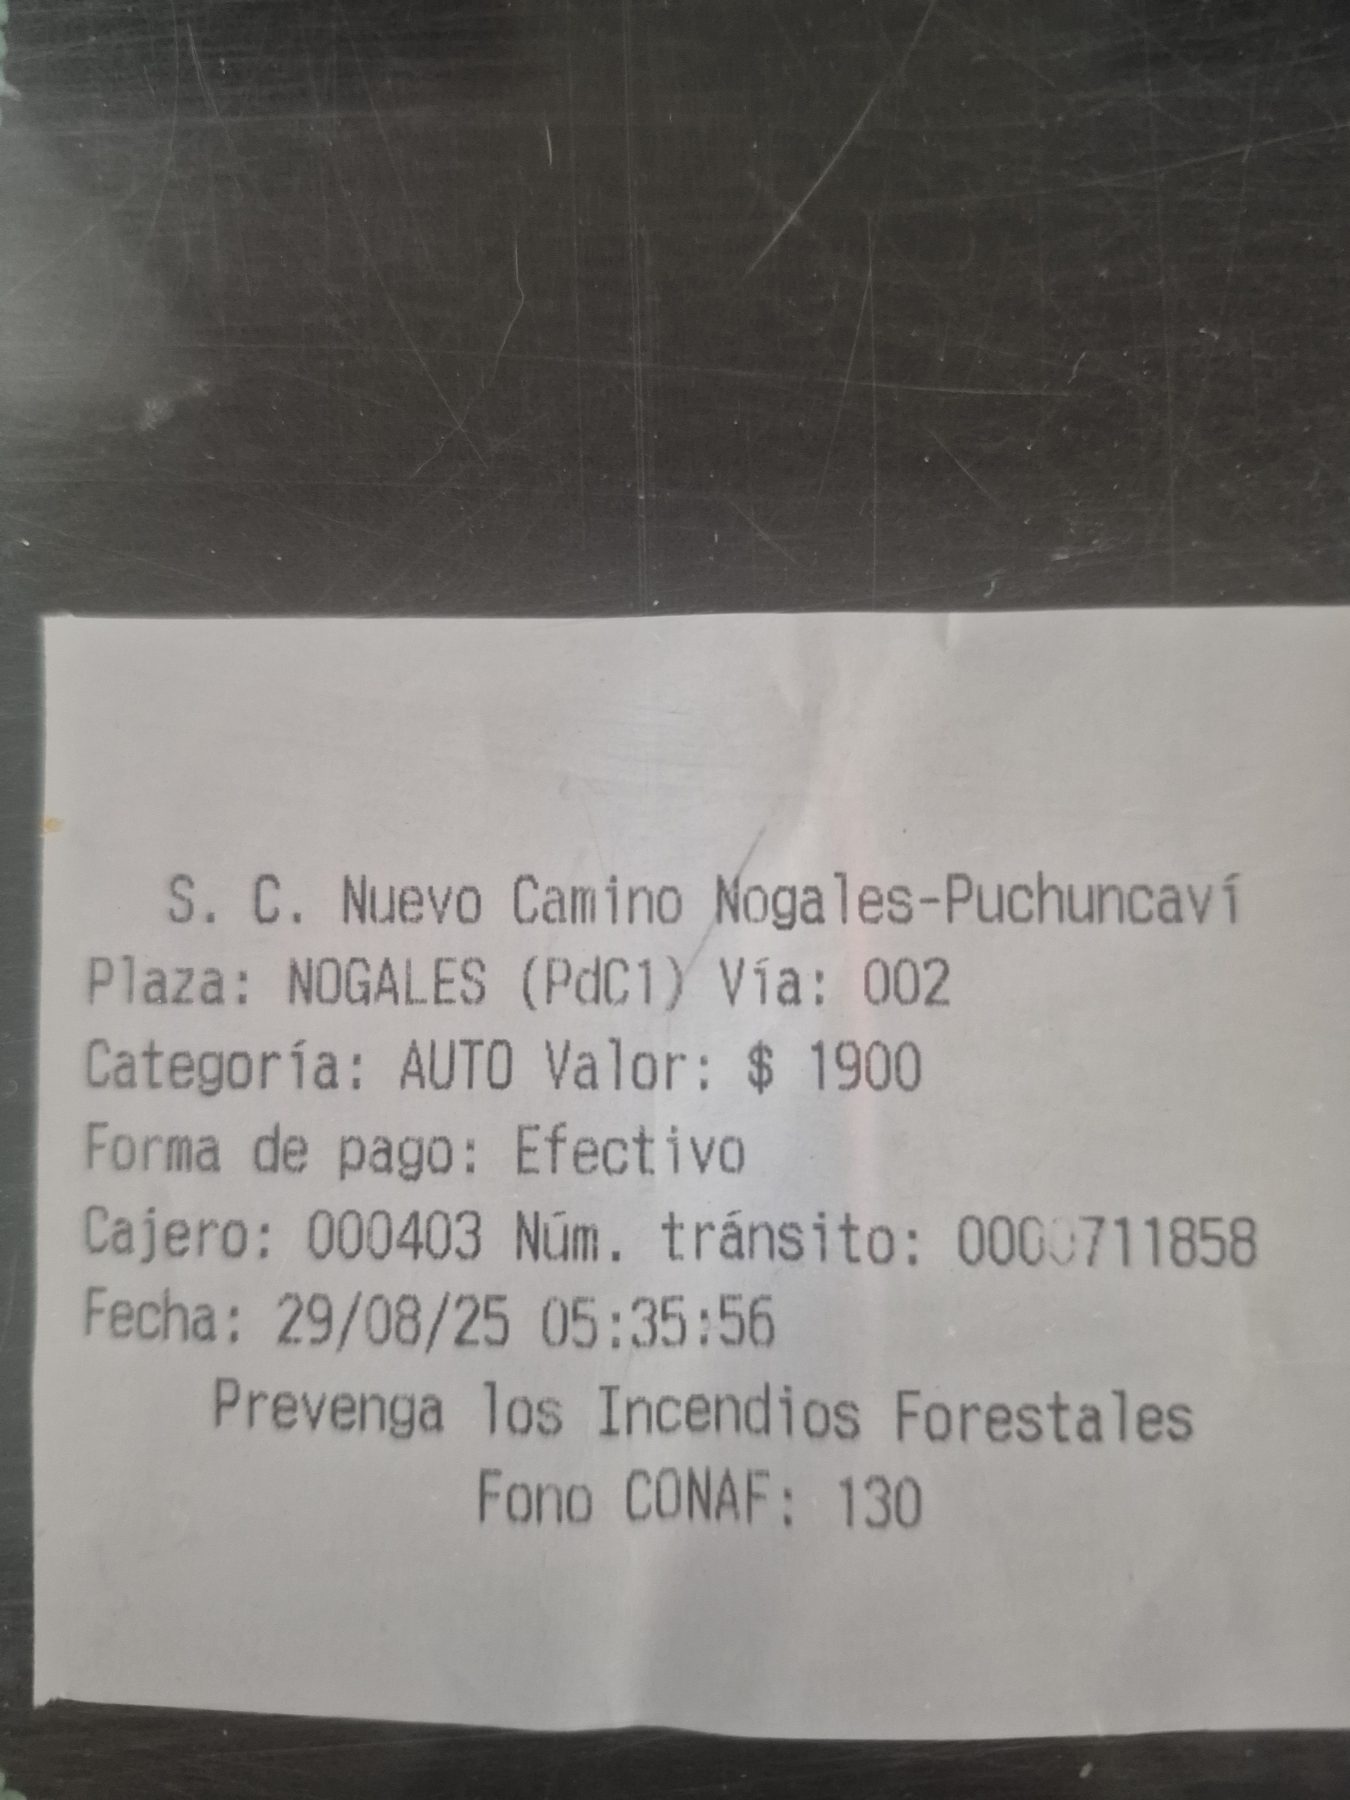 S. C. Nuevo Camino Nogales-Puchuncaví
Plaza: NOGALES (PdC1) Vía: 002
Categoría: AUTO Valor: $ 1900
Forma de pago: Efectivo
Cajero: 000403 Núm. tránsito: 00000711858
Fecha: 29/08/25 05:35:56
Prevenga los Incendios Forestales
Fono CONAF: 130